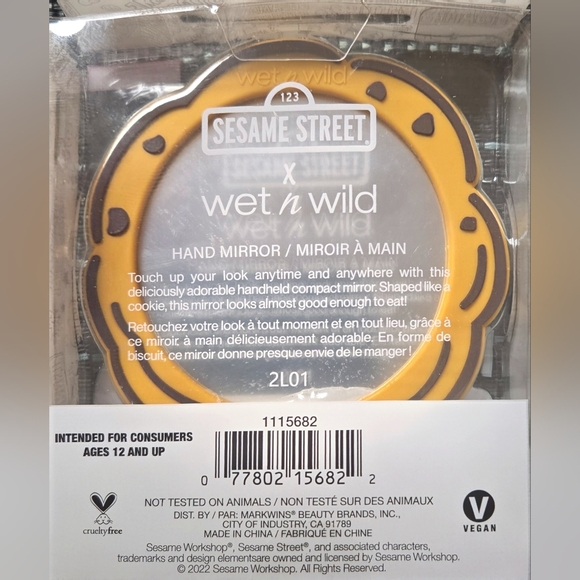 wet n wild
123
SESAME STREET®
X
wet n wild
HAND MIRROR / MIROIR À MAIN
Touch up your look anytime and anywhere with this
deliciously adorable handheld compact mirror. Shaped like a
cookie, this mirror looks almost good enough to eat!
Retouchez votre look à tout moment et en tout lieu, grâce à
ce miroir à main délicieusement adorable. En forme de
biscuit, ce miroir donne presque envie de le manger !
2L01
1115682
INTENDED FOR CONSUMERS
AGES 12 AND UP
0 77802 15682 2
crueltyfree
NOT TESTED ON ANIMALS / NON TESTÉ SUR DES ANIMAUX
DIST. BY / PAR: MARKWINS® BEAUTY BRANDS, INC.,
CITY OF INDUSTRY, CA 91789
MADE IN CHINA / FABRIQUÉ EN CHINE
V
VEGAN
Sesame Workshop®, Sesame Street®, and associated characters,
trademarks and design elementsare owned and licensed by Sesame Workshop.
© 2022 Sesame Workshop. All Rights Reserved.